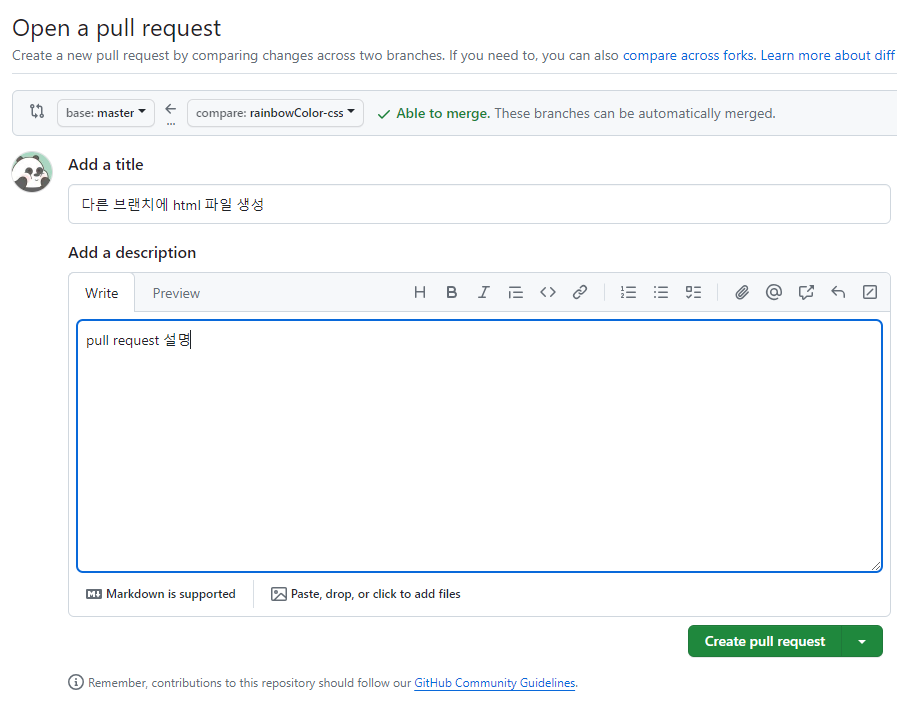 Open a pull request
Create a new pull request by comparing changes across two branches. If you need to, you can also compare across forks. Learn more about diff
base: master ← compare: rainbowColor-css ✓ Able to merge. These branches can be automatically merged.
...
Add a title
다른 브랜치에 html 파일 생성
Add a description
Write Preview
pull request 설명
Markdown is supported Paste, drop, or click to add files
Create pull request
Remember, contributions to this repository should follow our GitHub Community Guidelines.